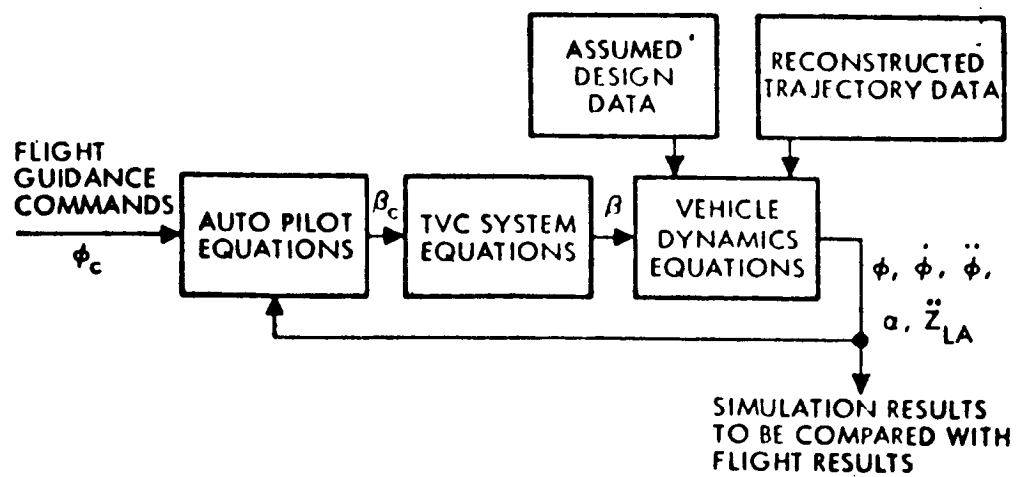 ASSUMED
DESIGN
DATA
RECONSTRUCTED
TRAJECTORY DATA
FLIGHT
GUIDANCE
COMMANDS
ϕc
AUTO PILOT
EQUATIONS
βc
TVC SYSTEM
EQUATIONS
β
VEHICLE
DYNAMICS
EQUATIONS
ϕ, ϕ̇, ϕ̈,
α, Z̈LA
SIMULATION RESULTS
TO BE COMPARED WITH
FLIGHT RESULTS